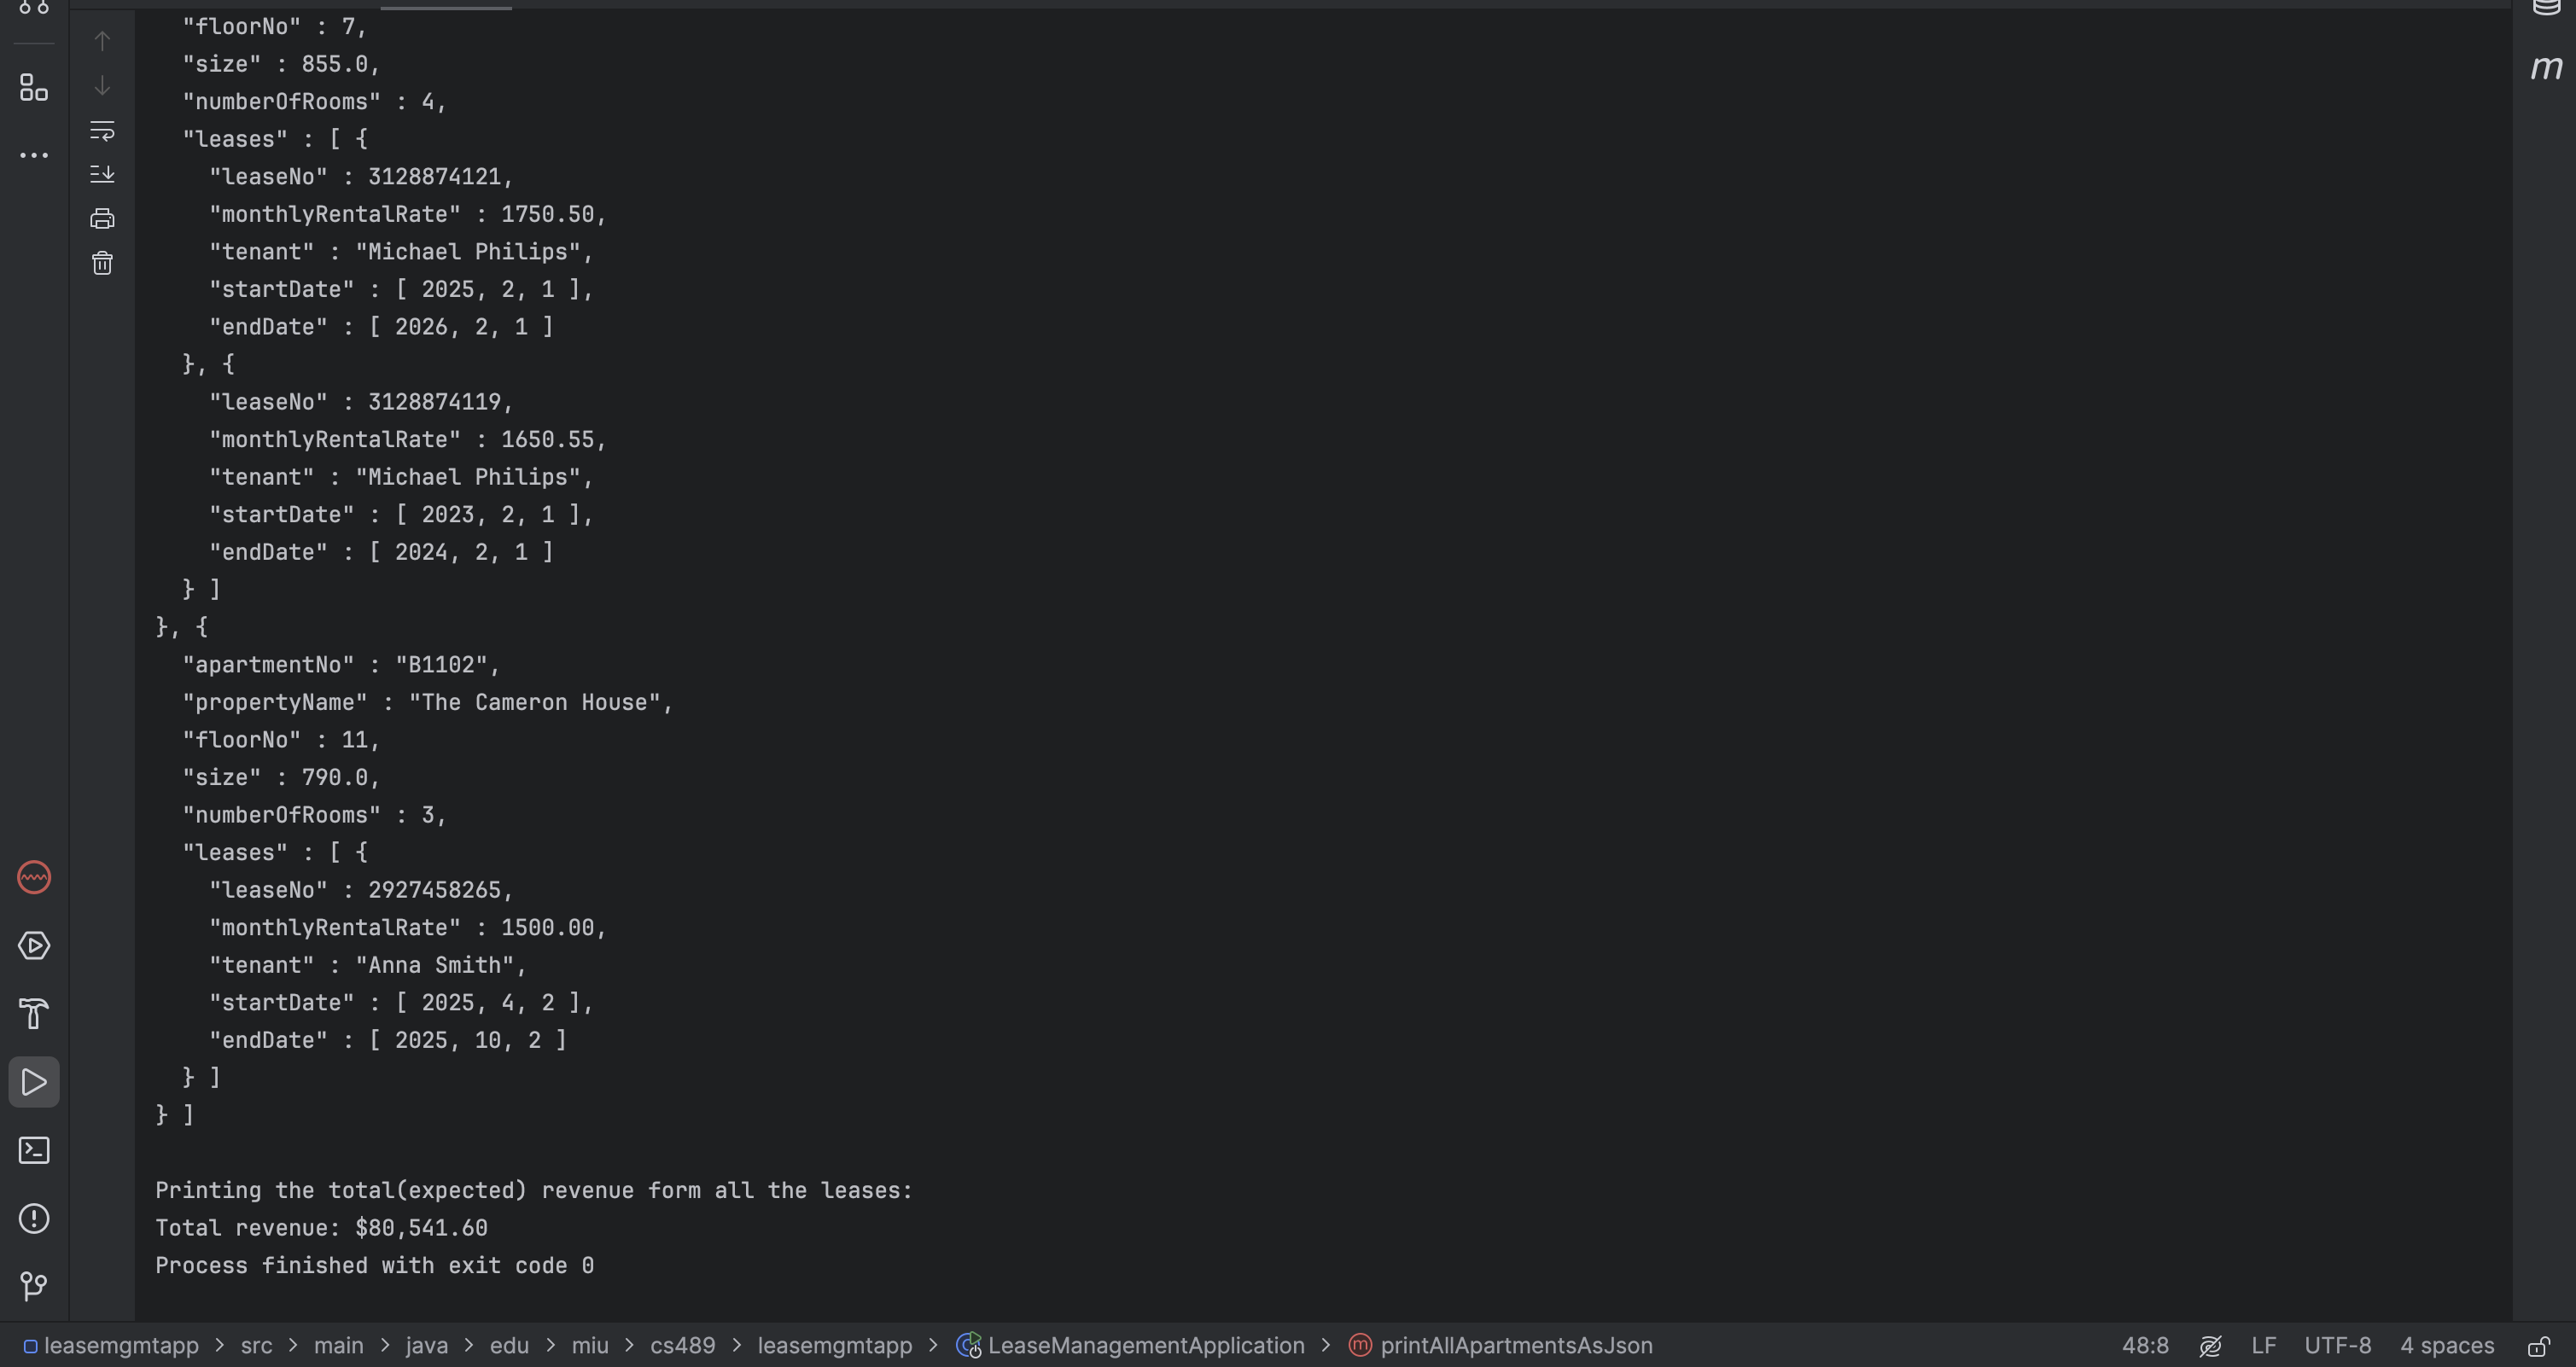 "floorNo" : 7,
"size" : 855.0,
"numberOfRooms" : 4,
"leases" : [ {
"leaseNo" : 3128874121,
"monthlyRentalRate" : 1750.50,
"tenant" : "Michael Philips",
"startDate" : [ 2025, 2, 1 ],
"endDate" : [ 2026, 2, 1 ]
}, {
"leaseNo" : 3128874119,
"monthlyRentalRate" : 1650.55,
"tenant" : "Michael Philips",
"startDate" : [ 2023, 2, 1 ],
"endDate" : [ 2024, 2, 1 ]
} ]
}, {
"apartmentNo" : "B1102",
"propertyName" : "The Cameron House",
"floorNo" : 11,
"size" : 790.0,
"numberOfRooms" : 3,
"leases" : [ {
"leaseNo" : 2927458265,
"monthlyRentalRate" : 1500.00,
"tenant" : "Anna Smith",
"startDate" : [ 2025, 4, 2 ],
"endDate" : [ 2025, 10, 2 ]
} ]
} ]
Printing the total(expected) revenue form all the leases:
Total revenue: $80,541.60
Process finished with exit code 0
m
leasemgmtapp > src > main > java > edu > miu > cs489 > leasemgmtapp > LeaseManagementApplication > m printAllApartmentsAsJson 48:8 LF UTF-8 4 spaces